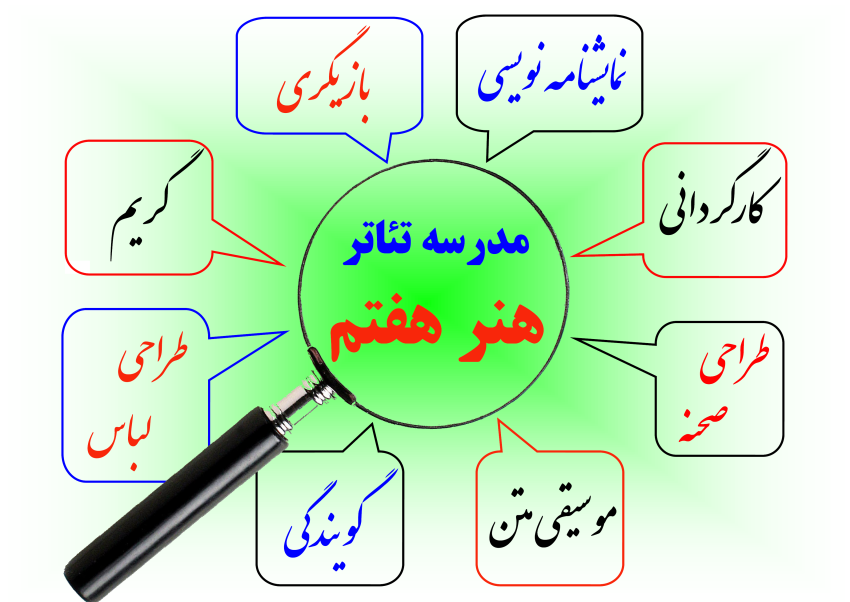 نمایشنامه نویسی
بازیگری
کارگردانی
گریم
مدرسه تئاتر
هنر هفتم
طراحی
صحنه
طراحی
لباس
موسیقی متن
گویندگی